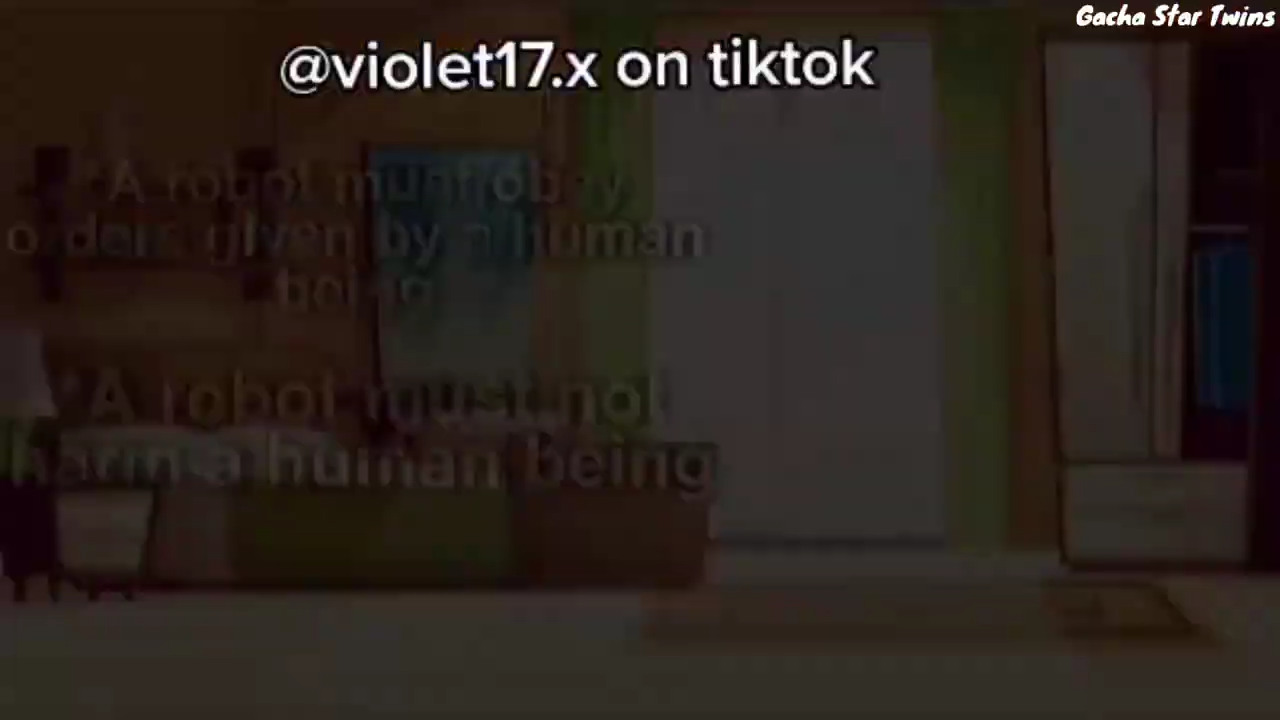 Gacha Star Twins
@violet17.x on tiktok
*A robot must obey
orders given by a human
being
*A robot must not
harm a human being